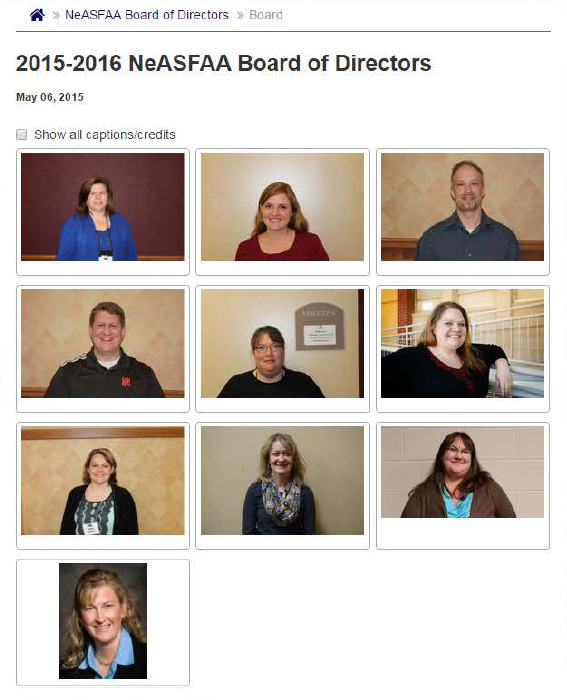 » NeASFAA Board of Directors » Board
2015-2016 NeASFAA Board of Directors
May 06, 2015
Show all captions/credits